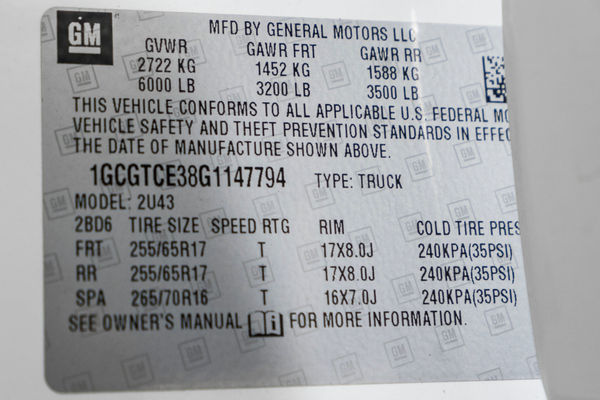 GM
MFD BY GENERAL MOTORS LLC
GVWR GAWR FRT GAWR RR
2722 KG 1452 KG 1588 KG
6000 LB 3200 LB 3500 LB
THIS VEHICLE CONFORMS TO ALL APPLICABLE U.S. FEDERAL MO
VEHICLE SAFETY AND THEFT PREVENTION STANDARDS IN EFFEC
THE DATE OF MANUFACTURE SHOWN ABOVE.
1GCGTCE38G1147794 TYPE: TRUCK
MODEL: 2U43
2BD6 TIRE SIZE SPEED RTG RIM COLD TIRE PRES
FRT 255/65R17 T 17X8.0J 240KPA(35PSI)
RR 255/65R17 T 17X8.0J 240KPA(35PSI)
SPA 265/70R16 T 16X7.0J 240KPA(35PSI)
SEE OWNER'S MANUAL i FOR MORE INFORMATION.